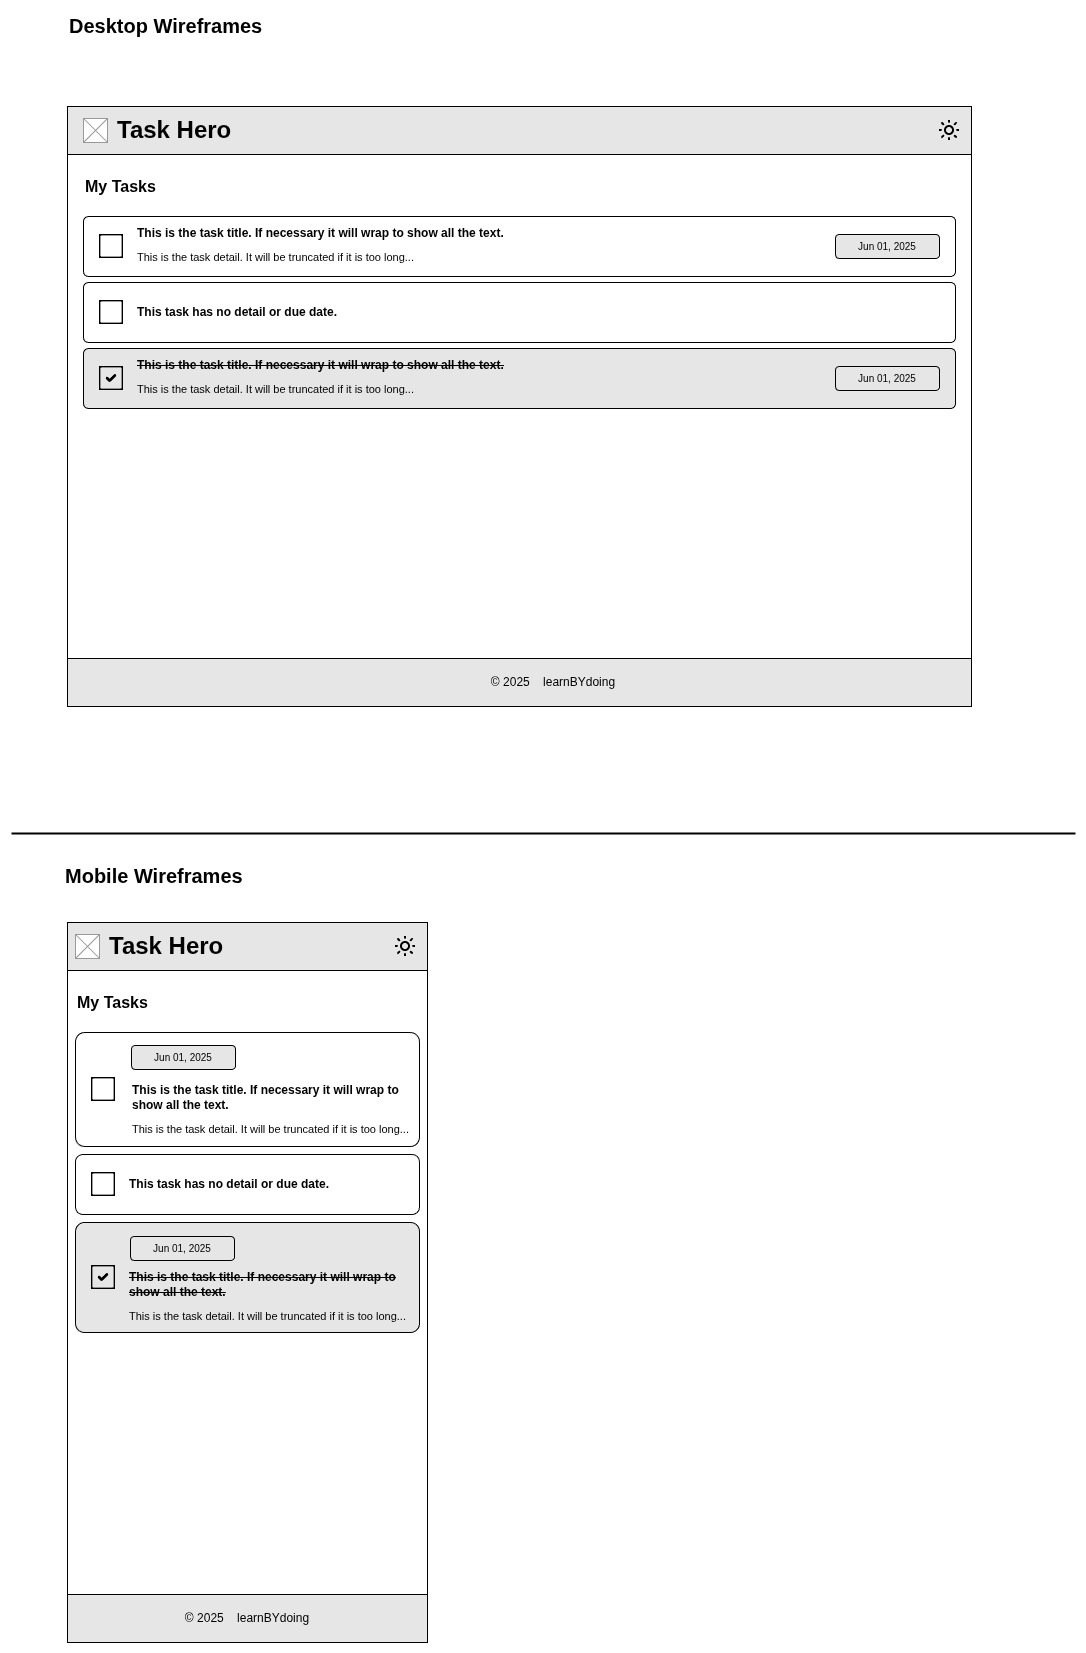 Desktop Wireframes
Task Hero
My Tasks
This is the task title. If necessary it will wrap to show all the text.
This is the task detail. It will be truncated if it is too long...
Jun 01, 2025
This task has no detail or due date.
This is the task title. If necessary it will wrap to show all the text.
This is the task detail. It will be truncated if it is too long...
Jun 01, 2025
© 2025 learnBYdoing
Mobile Wireframes
Task Hero
My Tasks
Jun 01, 2025
This is the task title. If necessary it will wrap to
show all the text.
This is the task detail. It will be truncated if it is too long...
This task has no detail or due date.
Jun 01, 2025
This is the task title. If necessary it will wrap to
show all the text.
This is the task detail. It will be truncated if it is too long...
© 2025 learnBYdoing